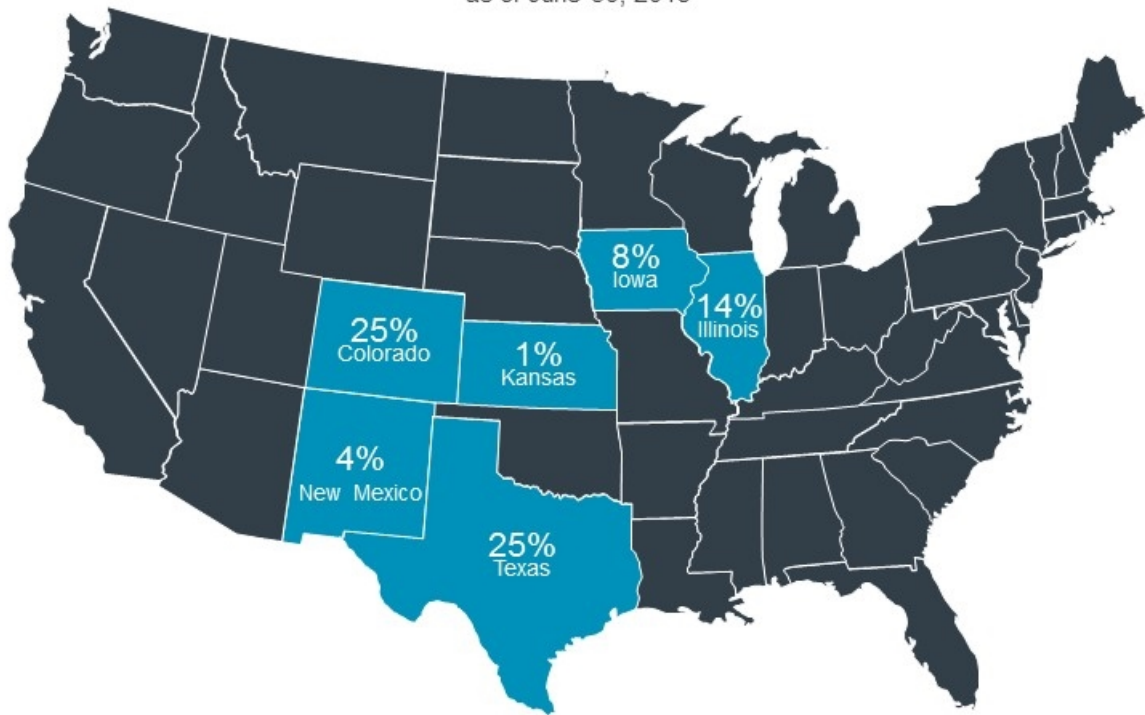 8%
Iowa
14%
Illinois
25%
Colorado
1%
Kansas
4%
New Mexico
25%
Texas